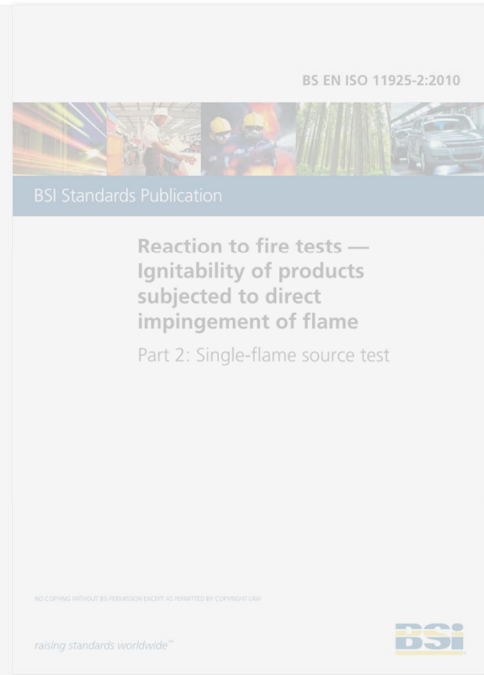 BS EN ISO 11925-2:2010
BSI Standards Publication
Reaction to fire tests —
Ignitability of products
subjected to direct
impingement of flame
Part 2: Single-flame source test
NO COPYING WITHOUT BSI PERMISSION EXCEPT AS PERMITTED BY COPYRIGHT LAW
raising standards worldwide™
BSi